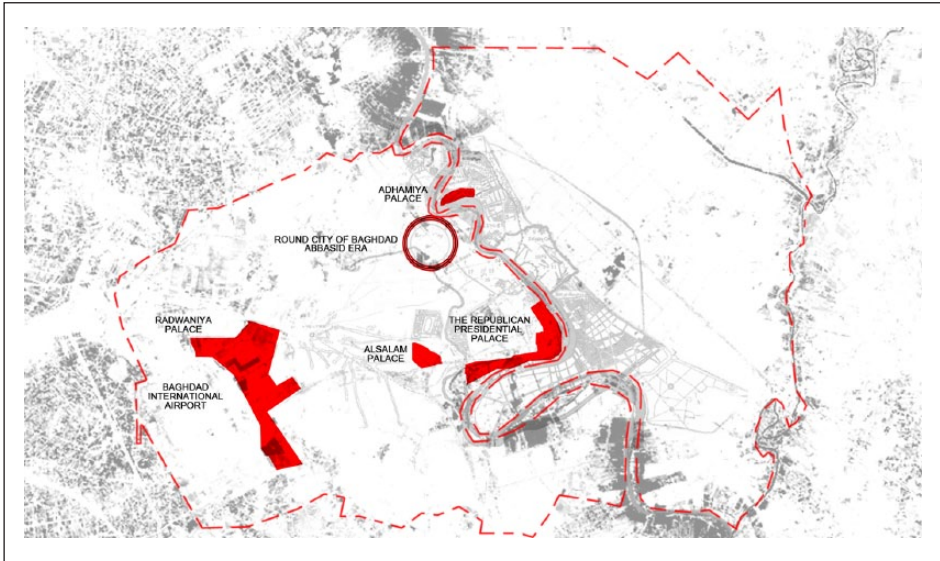 ADHAMIYA
PALACE
ROUND CITY OF BAGHDAD
ABBASID ERA
RADWANIYA
PALACE
THE REPUBLICAN
PRESIDENTIAL
PALACE
ALSALAM
PALACE
BAGHDAD
INTERNATIONAL
AIRPORT